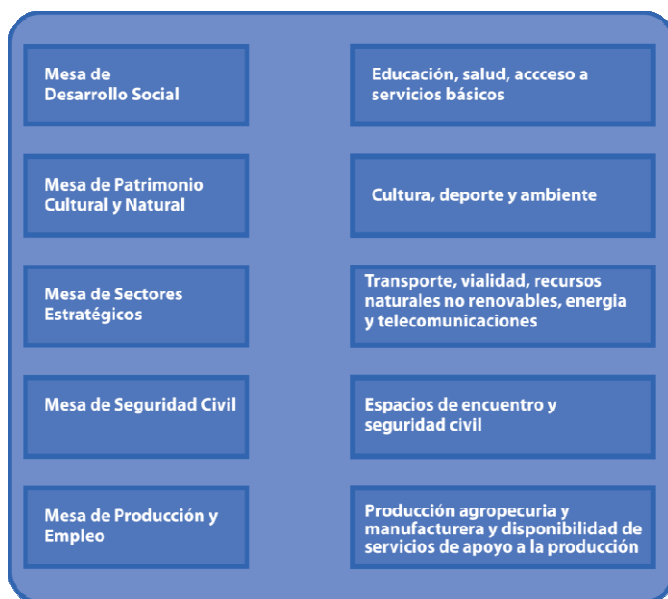 Mesa de
Desarrollo Social
Educación, salud, accceso a
servicios básicos
Mesa de Patrimonio
Cultural y Natural
Cultura, deporte y ambiente
Mesa de Sectores
Estratégicos
Transporte, vialidad, recursos
naturales no renovables, energia
y telecomunicaciones
Mesa de Seguridad Civil
Espacios de encuentro y
seguridad civil
Mesa de Producción y
Empleo
Producción agropecuria y
manufacturera y disponibilidad de
servicios de apoyo a la producción